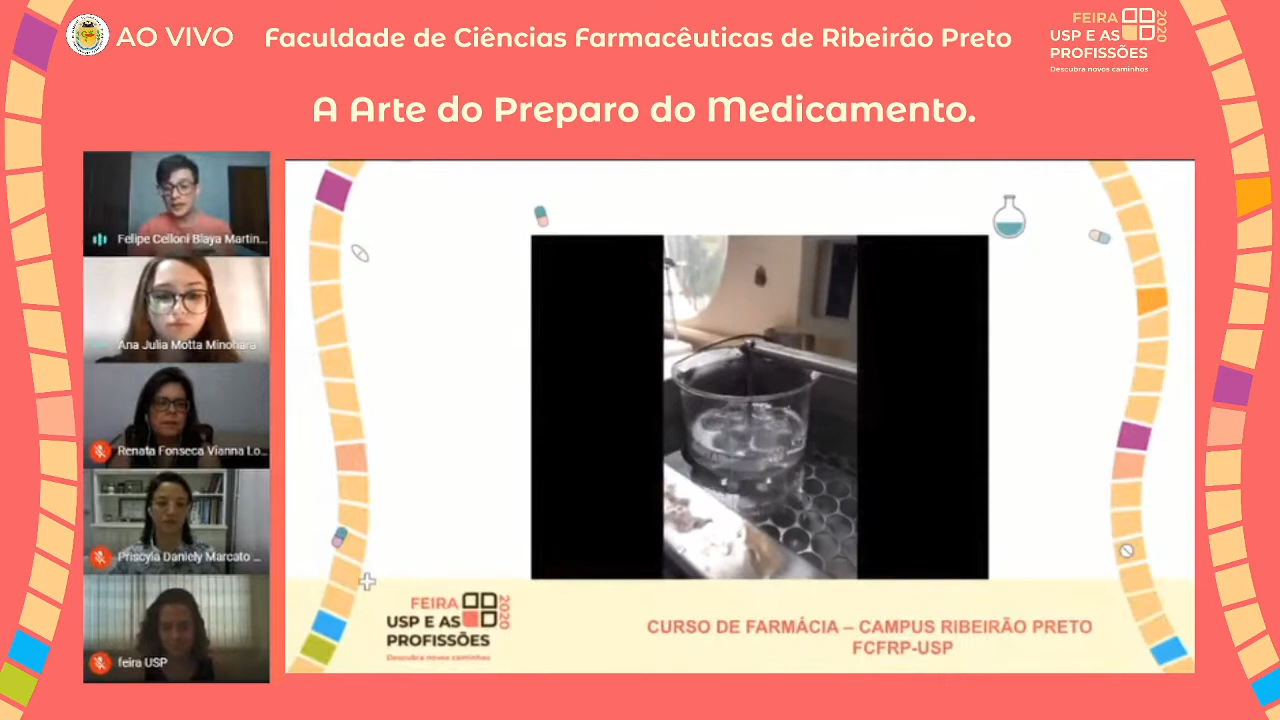 AO VIVO
Faculdade de Ciências Farmacêuticas de Ribeirão Preto
FEIRA
USP E AS
PROFISSÕES
2020
Descubra novos caminhos
A Arte do Preparo do Medicamento.
Felipe Celloni Blaya Martin...
Ana Julia Motta Minohara
Renata Fonseca Vianna Lo...
Priscyla Daniely Marcato ...
feira USP
FEIRA
USP E AS
PROFISSÕES
2020
Descubra novos caminhos
CURSO DE FARMÁCIA – CAMPUS RIBEIRÃO PRETO
FCFRP-USP